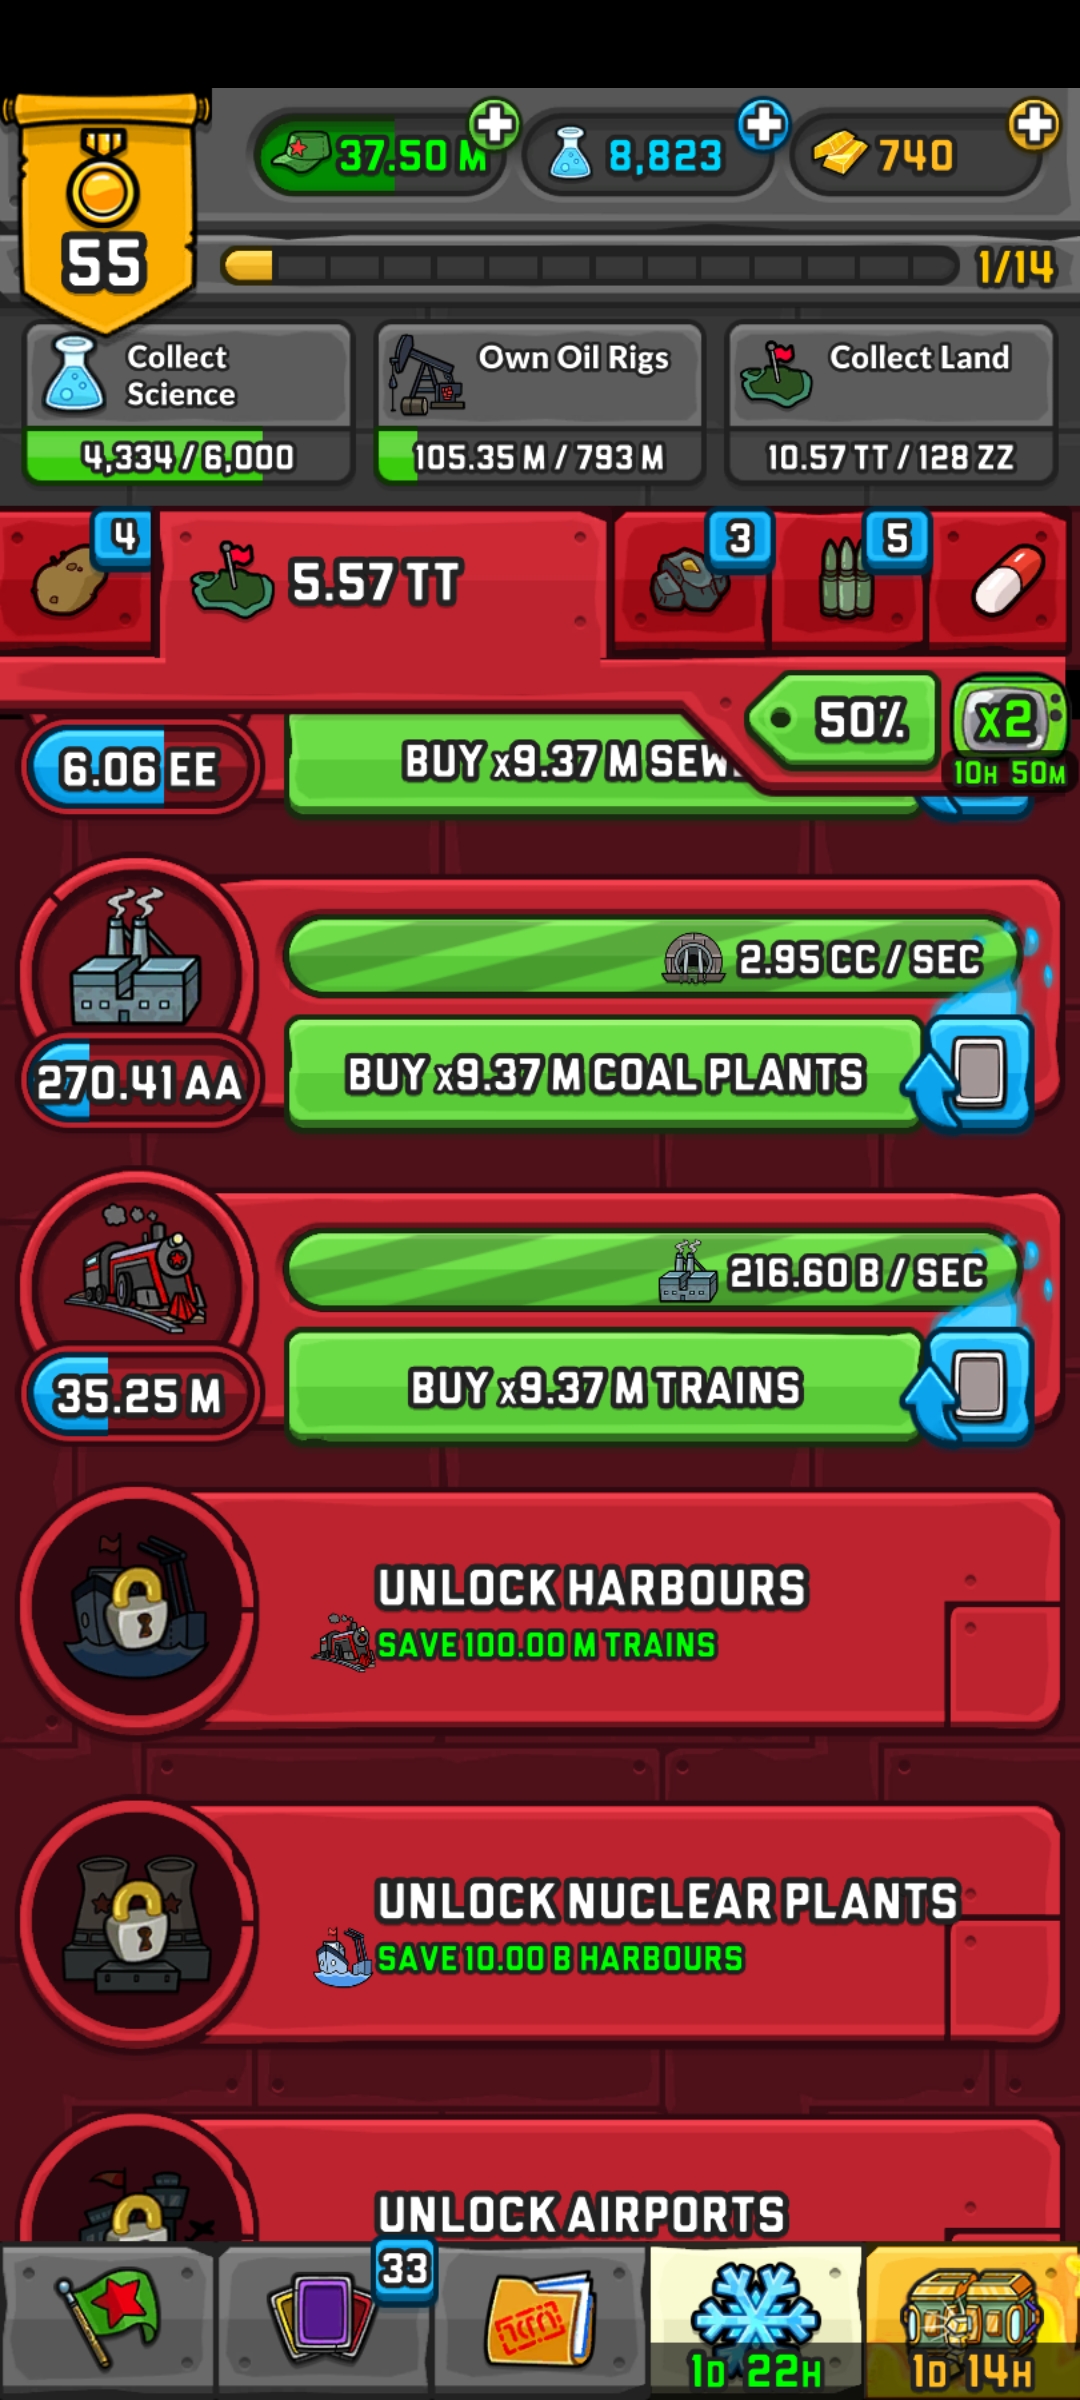 37.50 M
8,823
740
55
1/14
Collect
Science
4,334 / 6,000
Own Oil Rigs
105.35 M / 793 M
Collect Land
10.57 TT / 128 ZZ
4
5.57 TT
3
5
50%
x2
10H 50M
6.06 EE
BUY x9.37 M
2.95 CC / SEC
270.41 AA
BUY x9.37 M COAL PLANTS
216.60 B / SEC
35.25 M
BUY x9.37 M TRAINS
UNLOCK HARBOURS
SAVE 100.00 M TRAINS
UNLOCK NUCLEAR PLANTS
SAVE 10.00 B HARBOURS
UNLOCK AIRPORTS
33
1D 22H
1D 14H